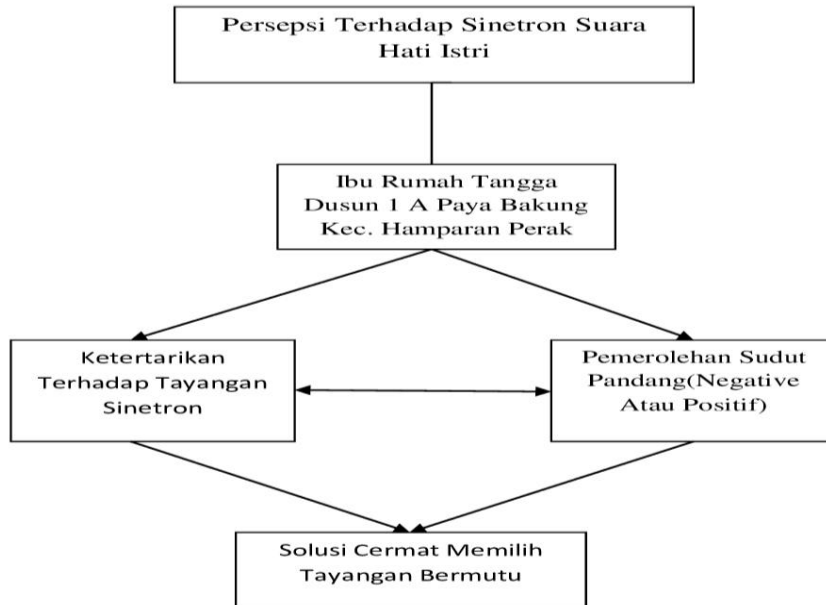 Persepsi Terhadap Sinetron Suara
Hati Istri
Ibu Rumah Tangga
Dusun 1 A Paya Bakung
Kec. Hamparan Perak
Ketertarikan
Terhadap Tayangan
Sinetron
Pemerolehan Sudut
Pandang(Negative
Atau Positif)
Solusi Cermat Memilih
Tayangan Bermutu